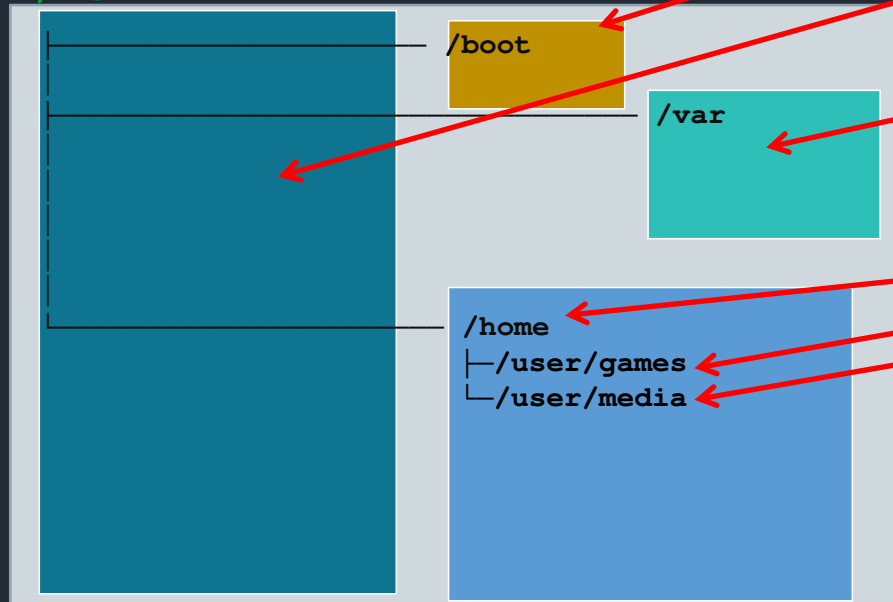 /boot
/var
/home
├─/user/games
└─/user/media